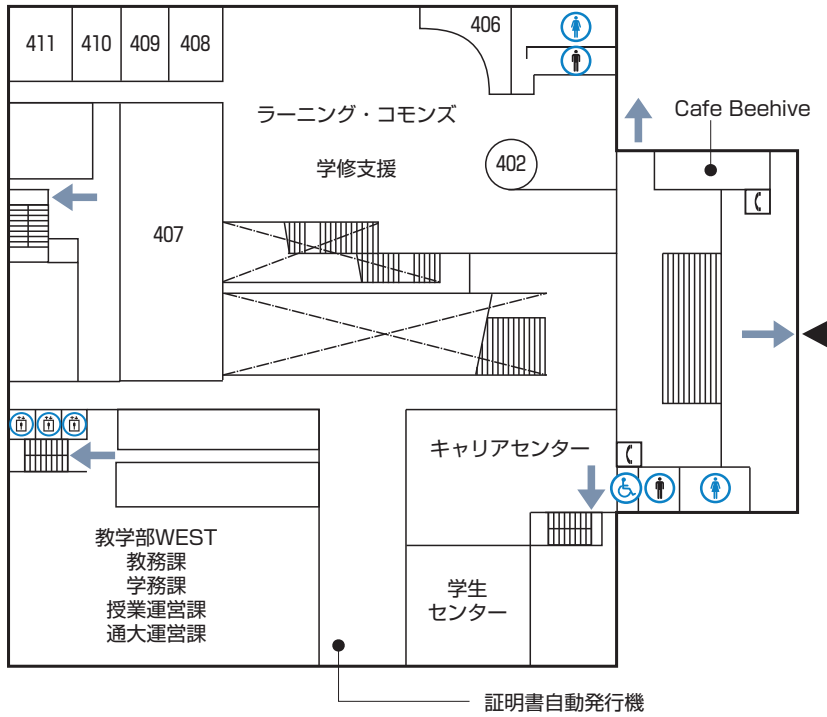 411
410
409
408
406
Cafe Beehive
ラーニング・コモンズ
学修支援
402
407
キャリアセンター
教学部WEST
教務課
学務課
授業運営課
通大運営課
学生
センター
証明書自動発行機